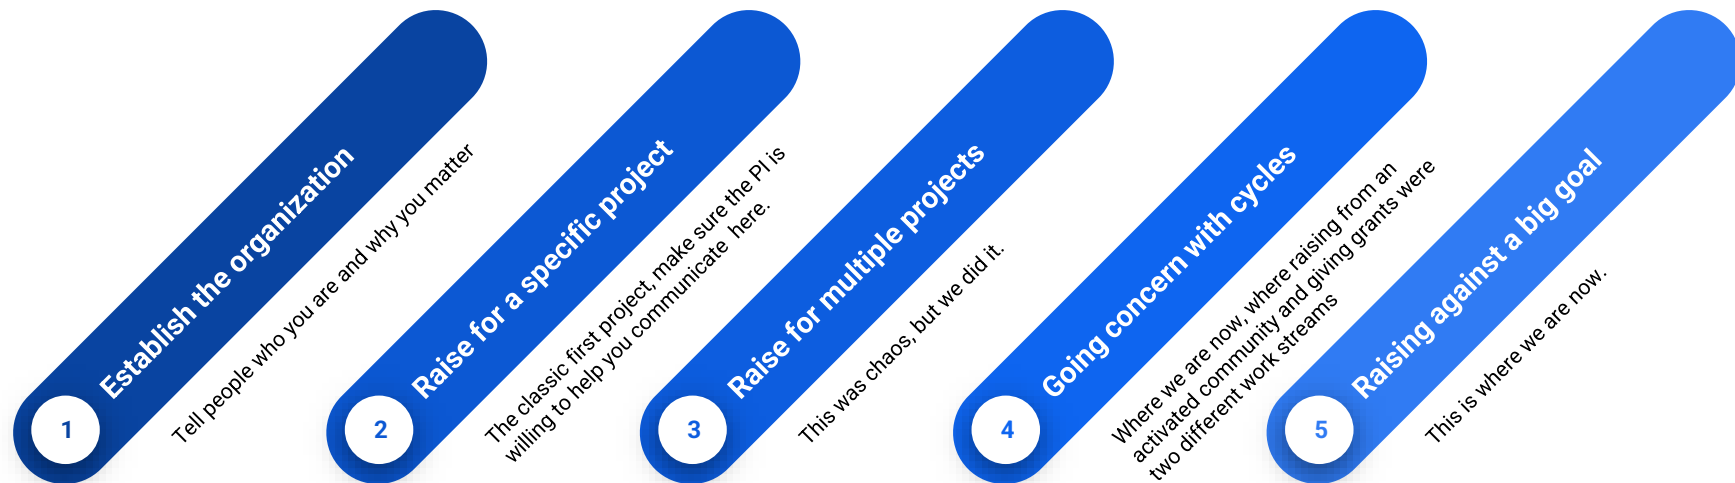 1
Establish the organization
Tell people who you are and why you matter
2
Raise for a specific project
The classic first project, make sure the PI is
willing to help you communicate  here.
3
Raise for multiple projects
This was chaos, but we did it.
4
Going concern with cycles
Where we are now, where raising from an
activated community and giving grants were
two different work streams
5
Raising against a big goal
This is where we are now.